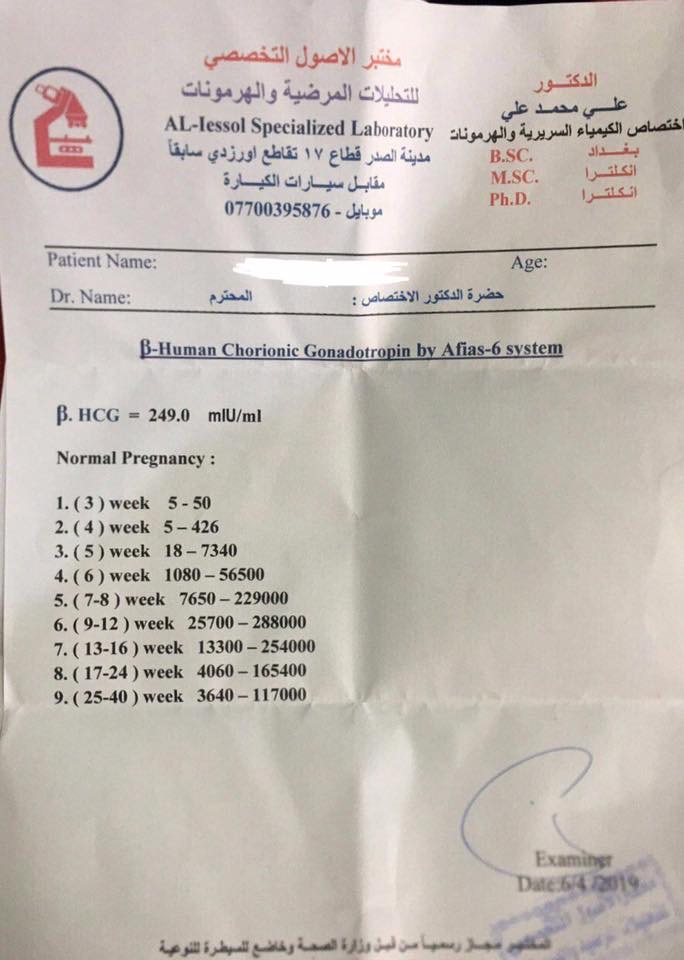 مختبر الاصول التخصصي
للتحليلات المرضية والهرمونات
AL-Iessol Specialized Laboratory
مدينة الصدر قطاع ١٧ تقاطع اورزدي سابقاً
مقابل سيارات الكيارة
موبايل - 07700395876
الدكتور
علي محمد علي
اختصاص الكيمياء السريرية والهرمونات
B.SC. بغداد
M.SC. انكلترا
Ph.D. انكلترا
Patient Name: Age:
Dr. Name: حضرة الدكتور الاختصاص : المحترم
β-Human Chorionic Gonadotropin by Afias-6 system
β. HCG = 249.0 mIU/ml
Normal Pregnancy :
1. ( 3 ) week 5 - 50
2. ( 4 ) week 5 – 426
3. ( 5 ) week 18 – 7340
4. ( 6 ) week 1080 – 56500
5. ( 7-8 ) week 7650 – 229000
6. ( 9-12 ) week 25700 – 288000
7. ( 13-16 ) week 13300 – 254000
8. ( 17-24 ) week 4060 – 165400
9. ( 25-40 ) week 3640 – 117000
Examiner
Date:6/4 /2019
المختبر مجاز رسمياً من قبل وزارة الصحة وخاضع للسيطرة للنوعية